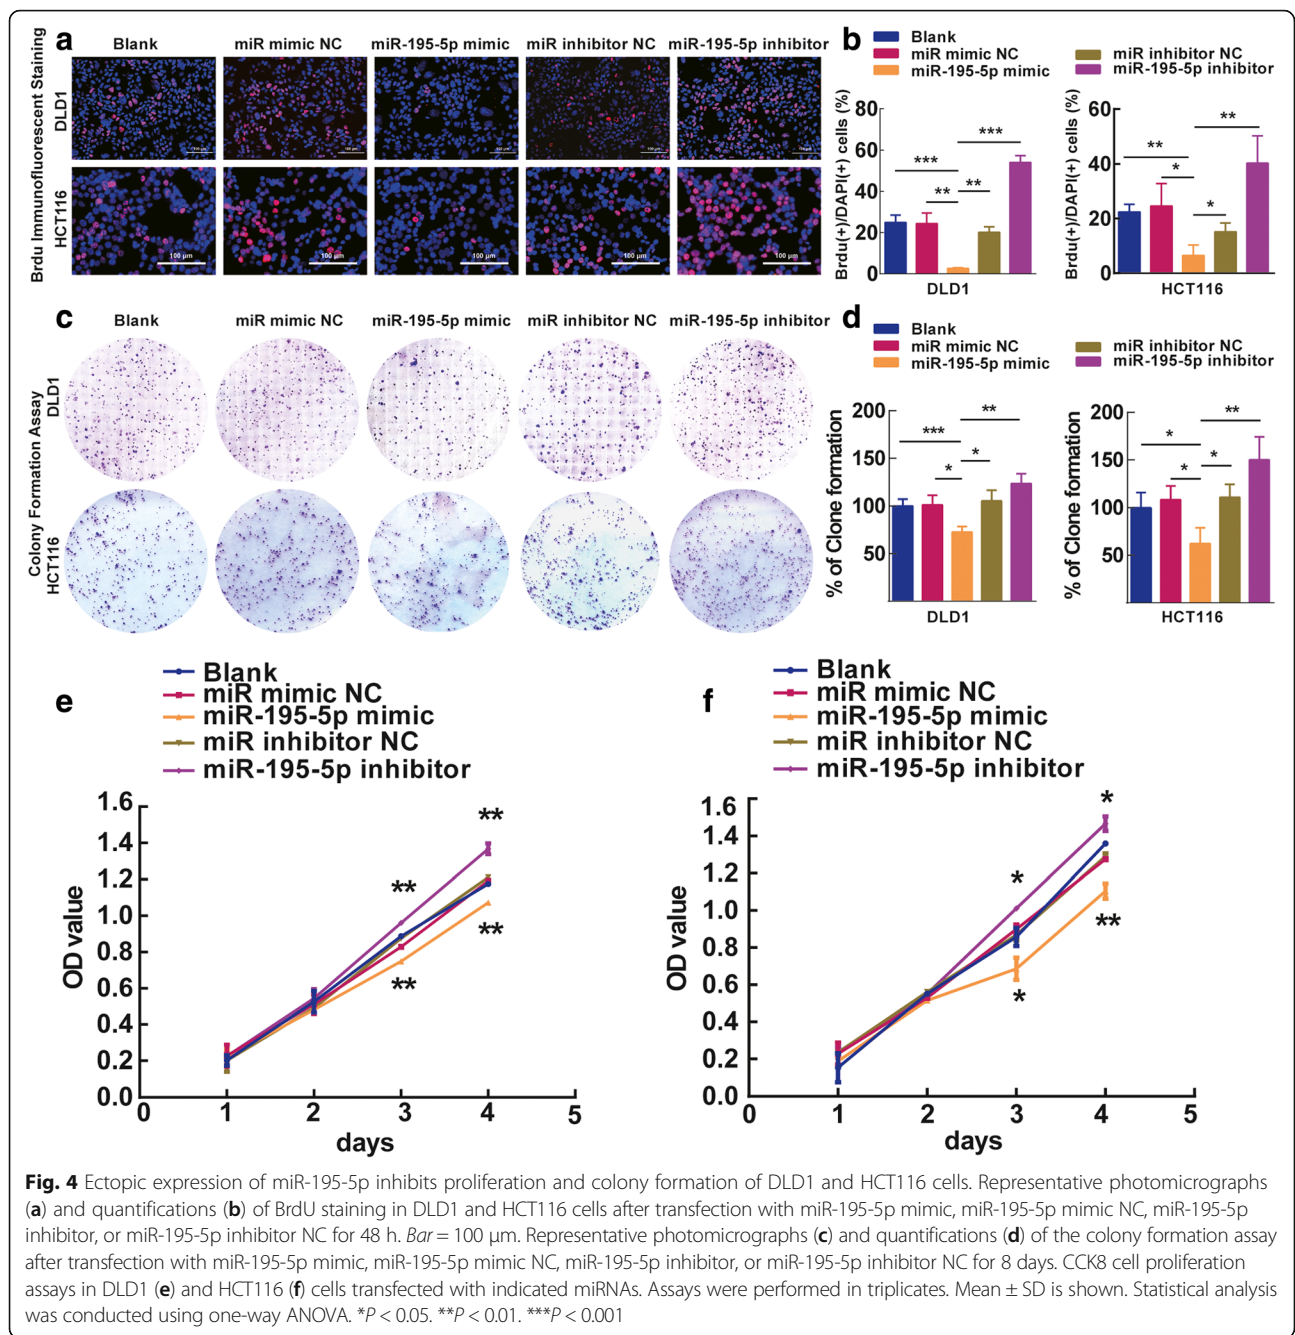 a
Blank
miR mimic NC
miR-195-5p mimic
miR inhibitor NC
miR-195-5p inhibitor
Brdu Immunofluorescent Staining
DLD1
HCT116
100 μm
100 μm
100 μm
100 μm
100 μm
100 μm
100 μm
100 μm
100 μm
100 μm
b
Blank
miR mimic NC
miR-195-5p mimic
miR inhibitor NC
miR-195-5p inhibitor
Brdu(+)/DAPI(+) cells (%)
80
60
40
20
0
***
***
**
**
DLD1
Brdu(+)/DAPI(+) cells (%)
60
40
20
0
**
**
*
*
HCT116
c
Blank
miR mimic NC
miR-195-5p mimic
miR inhibitor NC
miR-195-5p inhibitor
Colony Formation Assay
DLD1
HCT116
d
Blank
miR mimic NC
miR-195-5p mimic
miR inhibitor NC
miR-195-5p inhibitor
% of Clone formation
200
150
100
50
**
***
*
*
DLD1
% of Clone formation
200
150
100
50
**
*
*
*
HCT116
e
Blank
miR mimic NC
miR-195-5p mimic
miR inhibitor NC
miR-195-5p inhibitor
OD value
1.6
1.4
1.2
1.0
0.8
0.6
0.4
0.2
0.0
**
**
**
**
0 1 2 3 4 5
days
f
Blank
miR mimic NC
miR-195-5p mimic
miR inhibitor NC
miR-195-5p inhibitor
OD value
1.6
1.4
1.2
1.0
0.8
0.6
0.4
0.2
0.0
*
*
**
*
0 1 2 3 4 5
days
Fig. 4 Ectopic expression of miR-195-5p inhibits proliferation and colony formation of DLD1 and HCT116 cells. Representative photomicrographs
(a) and quantifications (b) of BrdU staining in DLD1 and HCT116 cells after transfection with miR-195-5p mimic, miR-195-5p mimic NC, miR-195-5p
inhibitor, or miR-195-5p inhibitor NC for 48 h. Bar = 100 μm. Representative photomicrographs (c) and quantifications (d) of the colony formation assay
after transfection with miR-195-5p mimic, miR-195-5p mimic NC, miR-195-5p inhibitor, or miR-195-5p inhibitor NC for 8 days. CCK8 cell proliferation
assays in DLD1 (e) and HCT116 (f) cells transfected with indicated miRNAs. Assays were performed in triplicates. Mean ± SD is shown. Statistical analysis
was conducted using one-way ANOVA. *P < 0.05. **P < 0.01. ***P < 0.001